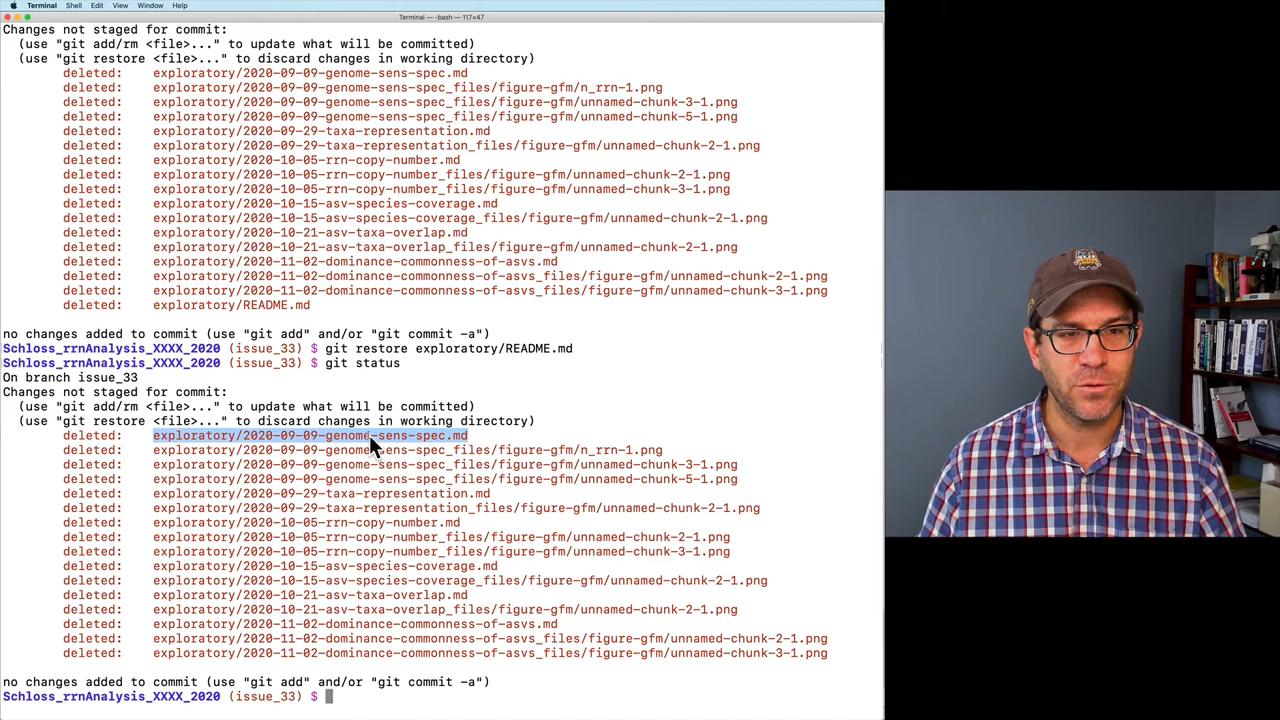 Terminal Shell Edit View Window Help
Terminal — -bash — 117×47
Changes not staged for commit:
(use "git add/rm <file>..." to update what will be committed)
(use "git restore <file>..." to discard changes in working directory)
deleted: exploratory/2020-09-09-genome-sens-spec.md
deleted: exploratory/2020-09-09-genome-sens-spec_files/figure-gfm/n_rrn-1.png
deleted: exploratory/2020-09-09-genome-sens-spec_files/figure-gfm/unnamed-chunk-3-1.png
deleted: exploratory/2020-09-09-genome-sens-spec_files/figure-gfm/unnamed-chunk-5-1.png
deleted: exploratory/2020-09-29-taxa-representation.md
deleted: exploratory/2020-09-29-taxa-representation_files/figure-gfm/unnamed-chunk-2-1.png
deleted: exploratory/2020-10-05-rrn-copy-number.md
deleted: exploratory/2020-10-05-rrn-copy-number_files/figure-gfm/unnamed-chunk-2-1.png
deleted: exploratory/2020-10-05-rrn-copy-number_files/figure-gfm/unnamed-chunk-3-1.png
deleted: exploratory/2020-10-15-asv-species-coverage.md
deleted: exploratory/2020-10-15-asv-species-coverage_files/figure-gfm/unnamed-chunk-2-1.png
deleted: exploratory/2020-10-21-asv-taxa-overlap.md
deleted: exploratory/2020-10-21-asv-taxa-overlap_files/figure-gfm/unnamed-chunk-2-1.png
deleted: exploratory/2020-11-02-dominance-commonness-of-asvs.md
deleted: exploratory/2020-11-02-dominance-commonness-of-asvs_files/figure-gfm/unnamed-chunk-2-1.png
deleted: exploratory/2020-11-02-dominance-commonness-of-asvs_files/figure-gfm/unnamed-chunk-3-1.png
deleted: exploratory/README.md
no changes added to commit (use "git add" and/or "git commit -a")
Schloss_rrnAnalysis_XXXX_2020 (issue_33) $ git restore exploratory/README.md
Schloss_rrnAnalysis_XXXX_2020 (issue_33) $ git status
On branch issue_33
Changes not staged for commit:
(use "git add/rm <file>..." to update what will be committed)
(use "git restore <file>..." to discard changes in working directory)
deleted: exploratory/2020-09-09-genome-sens-spec.md
deleted: exploratory/2020-09-09-genome-sens-spec_files/figure-gfm/n_rrn-1.png
deleted: exploratory/2020-09-09-genome-sens-spec_files/figure-gfm/unnamed-chunk-3-1.png
deleted: exploratory/2020-09-09-genome-sens-spec_files/figure-gfm/unnamed-chunk-5-1.png
deleted: exploratory/2020-09-29-taxa-representation.md
deleted: exploratory/2020-09-29-taxa-representation_files/figure-gfm/unnamed-chunk-2-1.png
deleted: exploratory/2020-10-05-rrn-copy-number.md
deleted: exploratory/2020-10-05-rrn-copy-number_files/figure-gfm/unnamed-chunk-2-1.png
deleted: exploratory/2020-10-05-rrn-copy-number_files/figure-gfm/unnamed-chunk-3-1.png
deleted: exploratory/2020-10-15-asv-species-coverage.md
deleted: exploratory/2020-10-15-asv-species-coverage_files/figure-gfm/unnamed-chunk-2-1.png
deleted: exploratory/2020-10-21-asv-taxa-overlap.md
deleted: exploratory/2020-10-21-asv-taxa-overlap_files/figure-gfm/unnamed-chunk-2-1.png
deleted: exploratory/2020-11-02-dominance-commonness-of-asvs.md
deleted: exploratory/2020-11-02-dominance-commonness-of-asvs_files/figure-gfm/unnamed-chunk-2-1.png
deleted: exploratory/2020-11-02-dominance-commonness-of-asvs_files/figure-gfm/unnamed-chunk-3-1.png
no changes added to commit (use "git add" and/or "git commit -a")
Schloss_rrnAnalysis_XXXX_2020 (issue_33) $